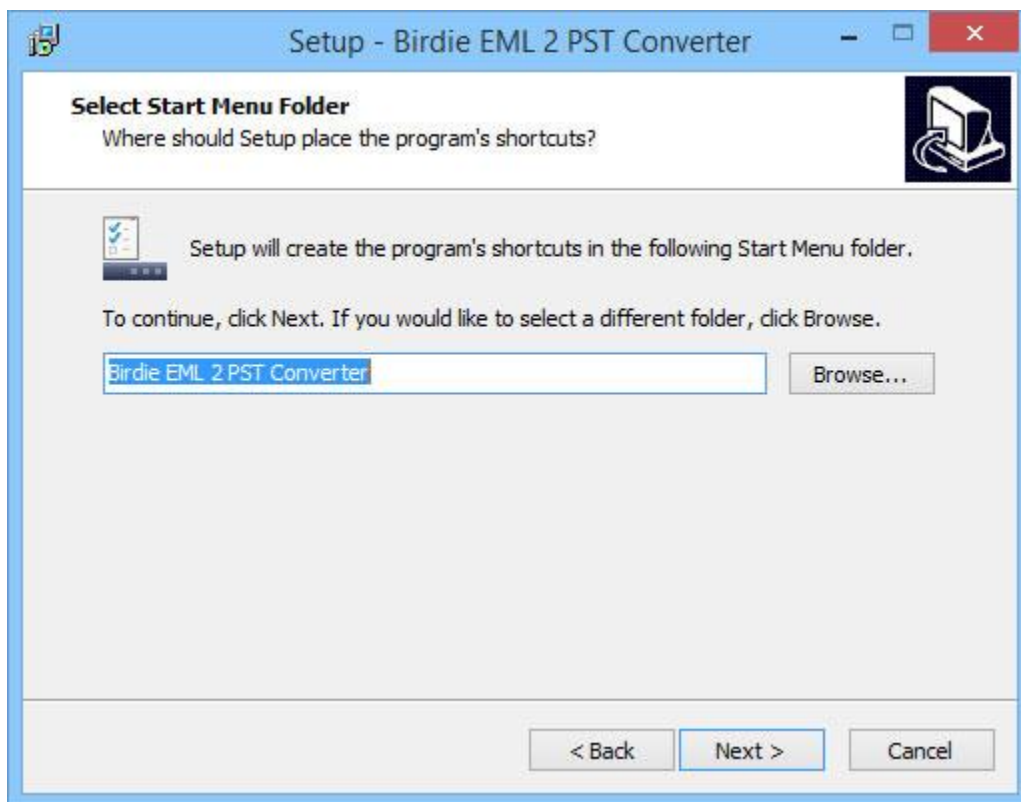 Setup - Birdie EML 2 PST Converter
Select Start Menu Folder
Where should Setup place the program's shortcuts?
Setup will create the program's shortcuts in the following Start Menu folder.
To continue, click Next. If you would like to select a different folder, click Browse.
Birdie EML 2 PST Converter
Browse...
< Back
Next >
Cancel